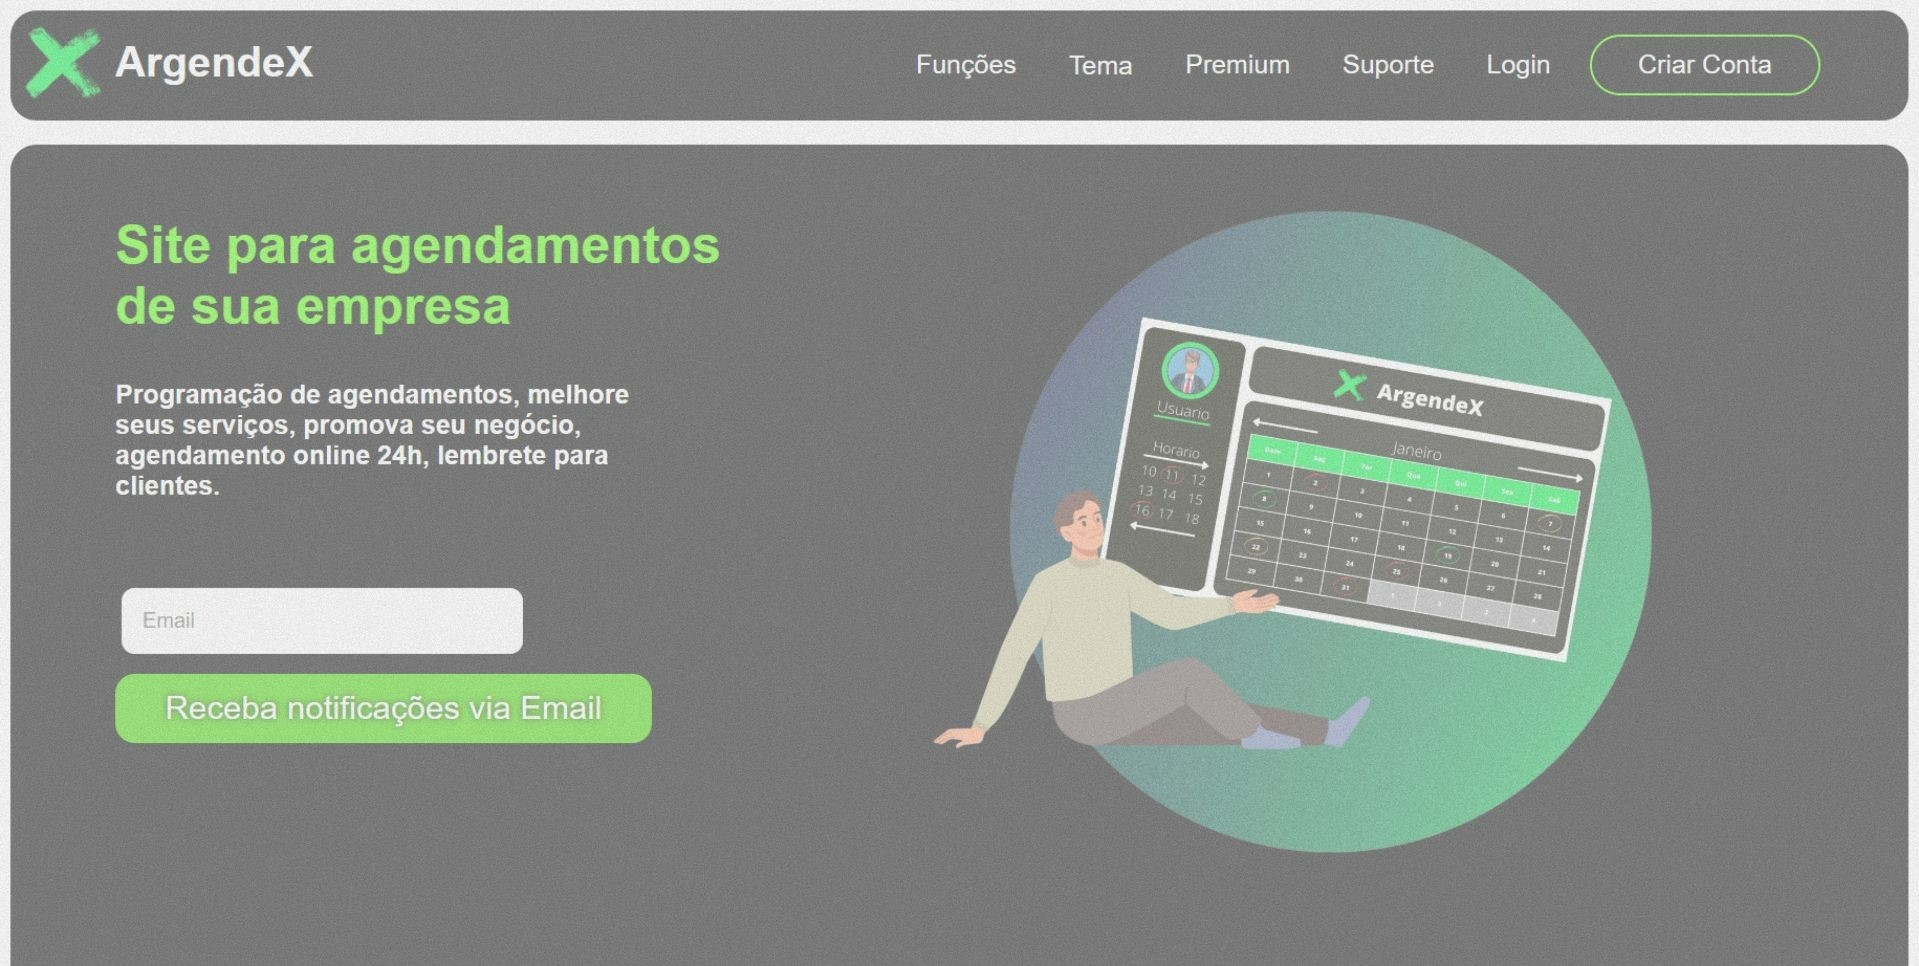 ArgendeX
Funções
Tema
Premium
Suporte
Login
Criar Conta
Site para agendamentos
de sua empresa
Programação de agendamentos, melhore
seus serviços, promova seu negócio,
agendamento online 24h, lembrete para
clientes.
Email
Receba notificações via Email
ArgendeX
Usuario
Horario
10 11 12
13 14 15
16 17 18
Janeiro
Dom Seg Ter Qua Qui Sex Sab
1 2 3 4 5 6 7
8 9 10 11 12 13 14
15 16 17 18 19 20 21
22 23 24 25 26 27 28
29 30 31 1 2 3 4